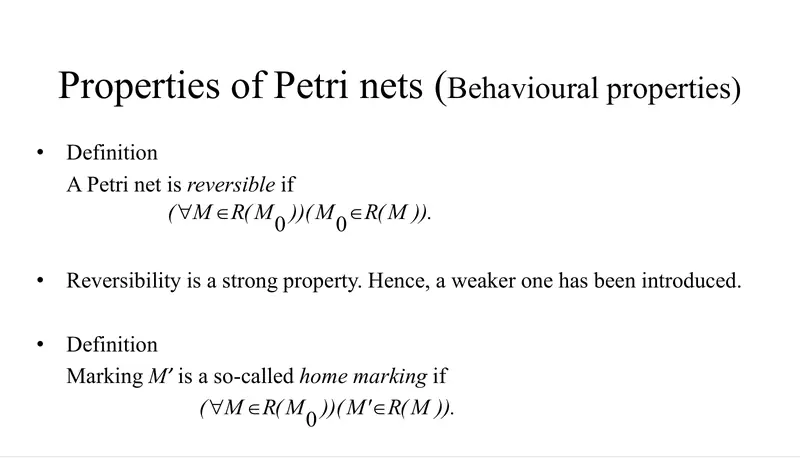 Properties of Petri nets (Behavioural properties)
• Definition
A Petri net is reversible if
(∀M∈R(M₀))(M₀∈R(M)).
• Reversibility is a strong property. Hence, a weaker one has been introduced.
• Definition
Marking M′ is a so-called home marking if
(∀M∈R(M₀))(M'∈R(M)).